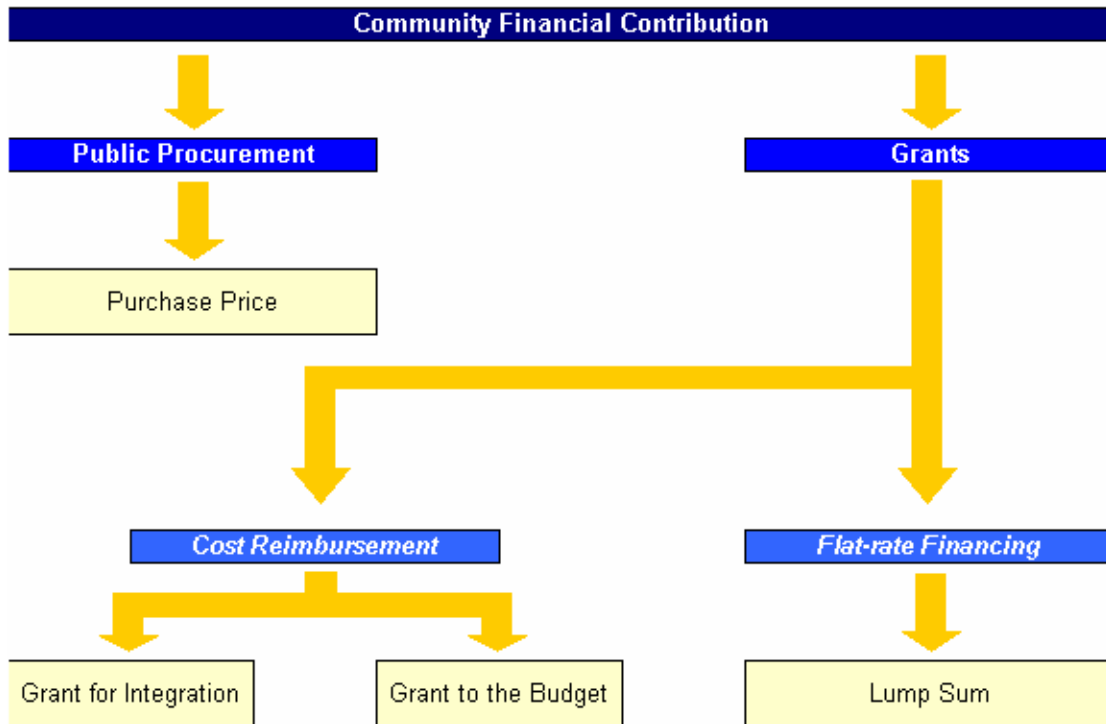 Community Financial Contribution
Public Procurement
Grants
Purchase Price
Cost Reimbursement
Flat-rate Financing
Grant for Integration
Grant to the Budget
Lump Sum